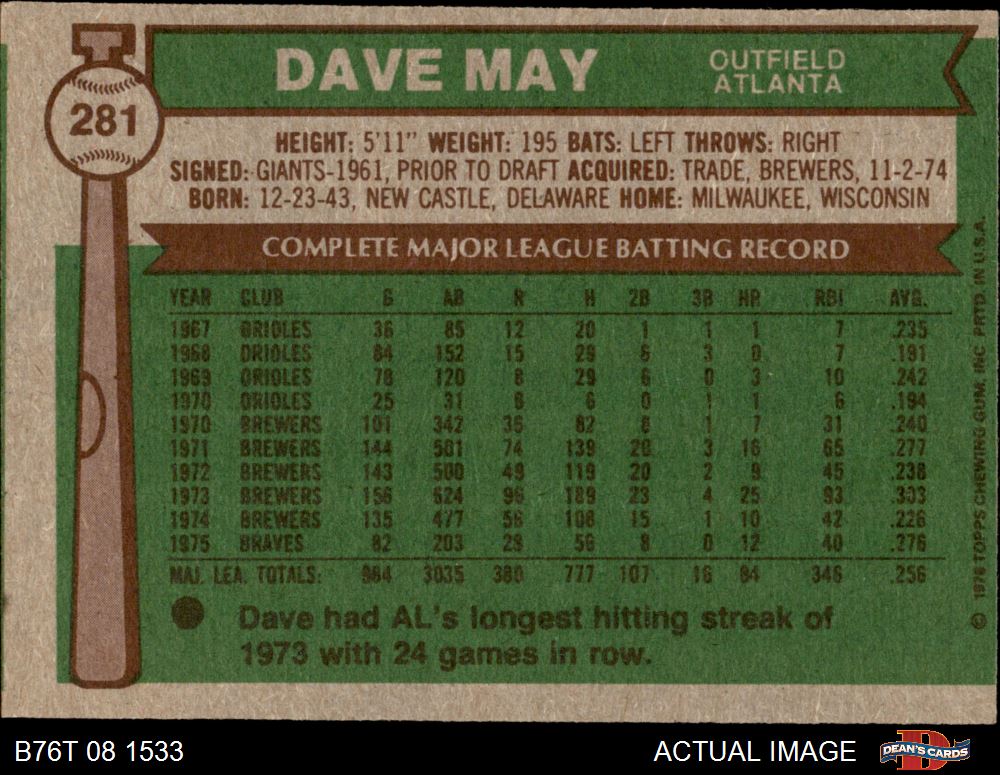 DAVE MAY
OUTFIELD
ATLANTA
281
HEIGHT: 5'11" WEIGHT: 195 BATS: LEFT THROWS: RIGHT
SIGNED: GIANTS-1961, PRIOR TO DRAFT ACQUIRED: TRADE, BREWERS, 11-2-74
BORN: 12-23-43, NEW CASTLE, DELAWARE HOME: MILWAUKEE, WISCONSIN
COMPLETE MAJOR LEAGUE BATTING RECORD
YEAR CLUB G AB R H 2B 3B HR RBI AVG.
1967 ORIOLES 36 85 12 20 1 1 1 7 .235
1968 ORIOLES 84 152 15 29 6 3 0 7 .191
1969 ORIOLES 78 120 8 29 6 0 3 10 .242
1970 ORIOLES 25 31 6 6 0 1 1 6 .194
1970 BREWERS 101 342 36 82 8 1 7 31 .240
1971 BREWERS 144 501 74 139 20 3 16 65 .277
1972 BREWERS 143 500 49 119 20 2 9 45 .238
1973 BREWERS 156 624 96 189 23 4 25 93 .303
1974 BREWERS 135 477 56 108 15 1 10 42 .226
1975 BRAVES 82 203 28 56 8 0 12 40 .276
MAJ. LEA. TOTALS: 984 3035 380 777 107 16 84 346 .256
Dave had AL's longest hitting streak of
1973 with 24 games in row.
© 1976 TOPPS CHEWING GUM, INC PRTD. IN U.S.A.
B76T 08 1533
ACTUAL IMAGE
DEAN'S CARDS